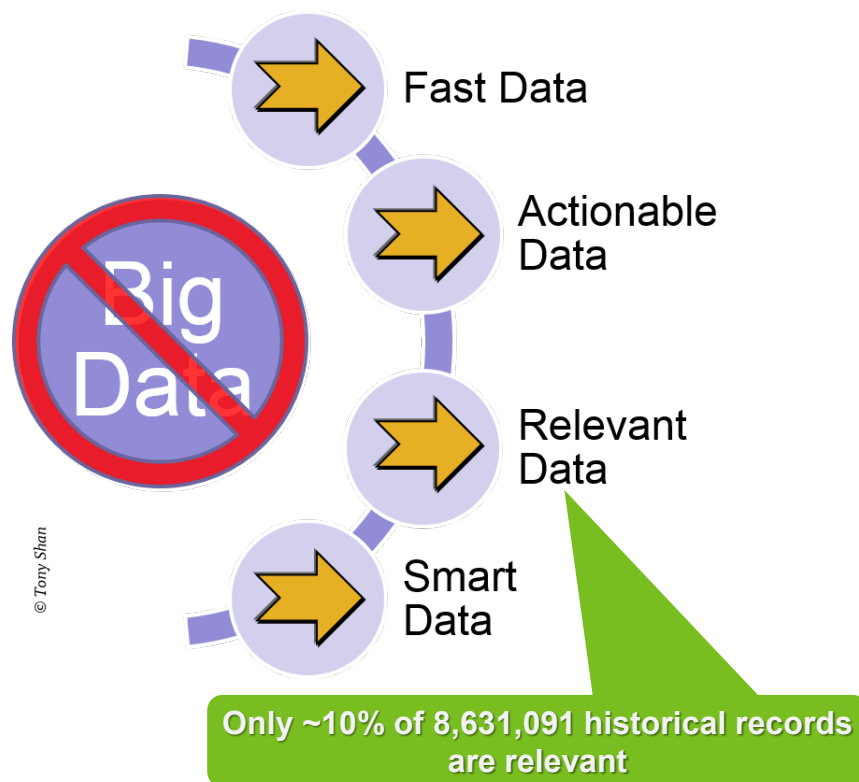 Fast Data
Actionable
Data
Big
Data
Relevant
Data
Smart
Data
© Tony Shan
Only ~10% of 8,631,091 historical records
are relevant